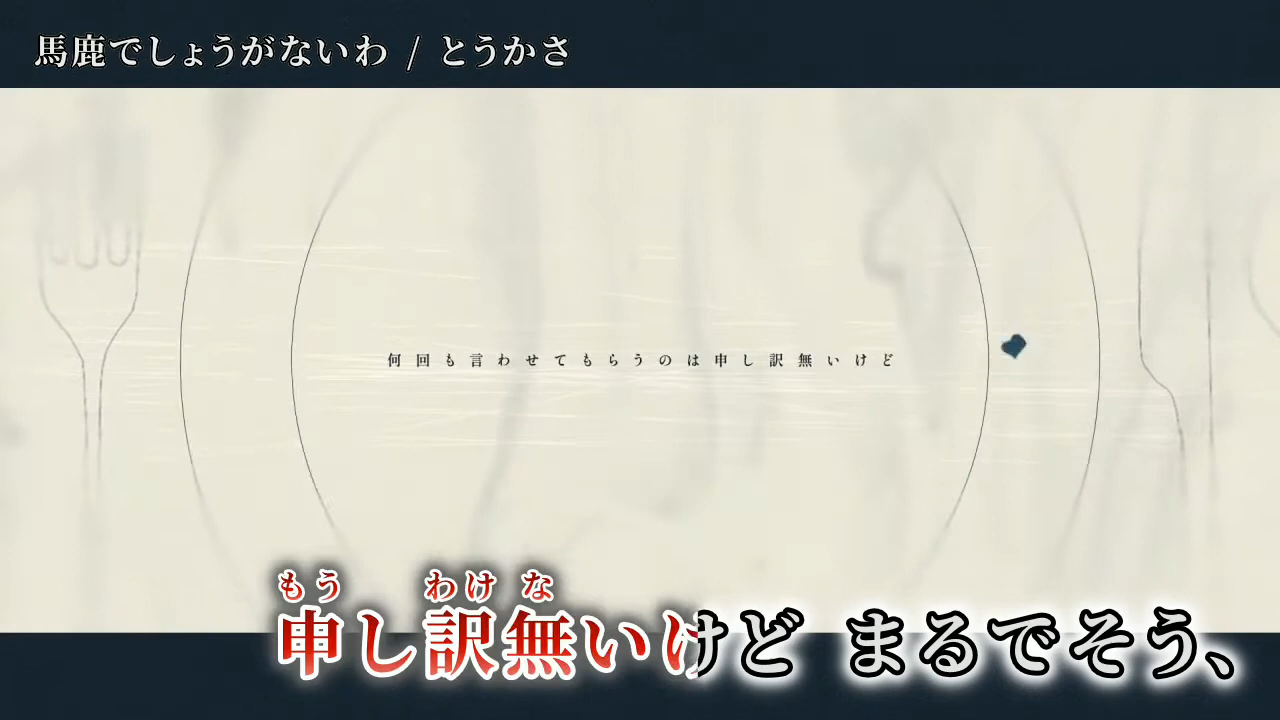 馬鹿でしょうがないわ / とうかさ
何回も言わせてもらうのは申し訳無いけど
もう わけ な
申し訳無いけど まるでそう、